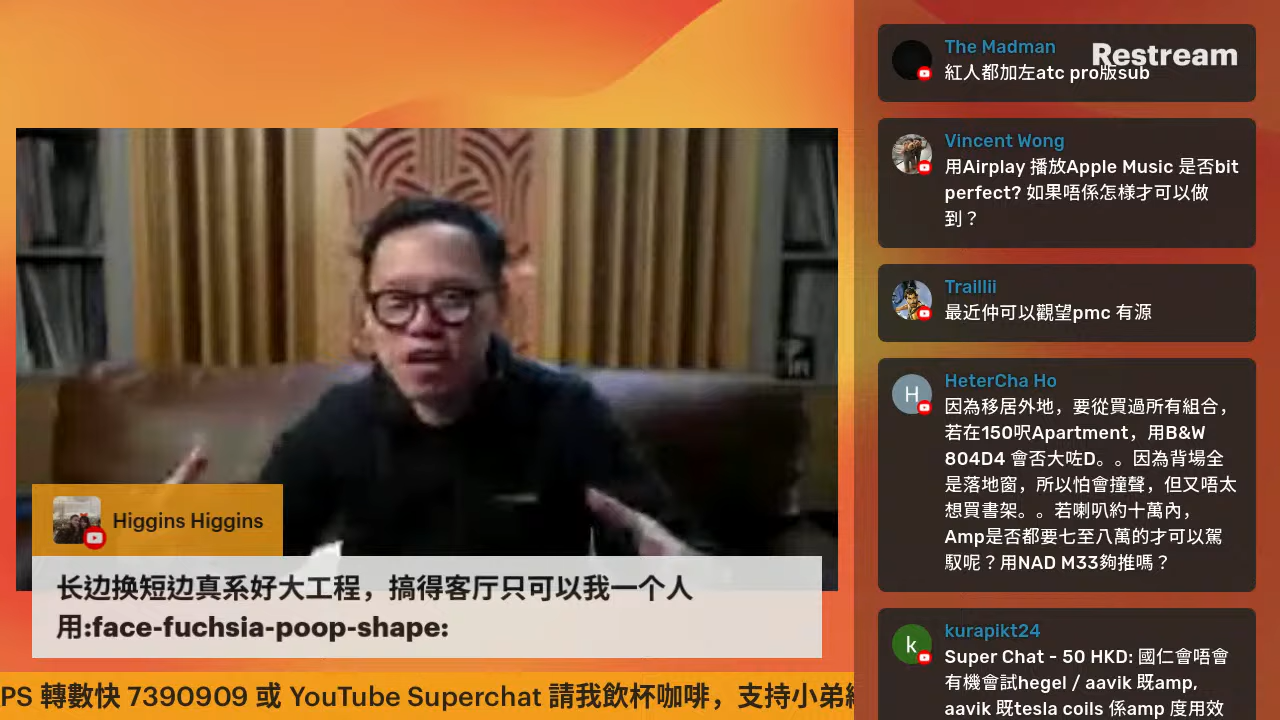 The Madman
Restream
紅人都加左atc pro版sub
Vincent Wong
用Airplay 播放Apple Music 是否bit
perfect? 如果唔係怎樣才可以做
到？
Traillii
最近仲可以觀望pmc 有源
H
HeterCha Ho
因為移居外地，要從買過所有組合，
若在150呎Apartment，用B&W
804D4 會否大咗D。。因為背場全
是落地窗，所以怕會撞聲，但又唔太
想買書架。。若喇叭約十萬內，
Amp是否都要七至八萬的才可以駕
馭呢？用NAD M33夠推嗎？
k
kurapikt24
Super Chat - 50 HKD: 國仁會唔會
有機會試hegel / aavik 既amp,
aavik 既tesla coils 係amp 度用效
Higgins Higgins
长边换短边真系好大工程，搞得客厅只可以我一个人
用:face-fuchsia-poop-shape:
PS 轉數快 7390909 或 YouTube Superchat 請我飲杯咖啡，支持小弟